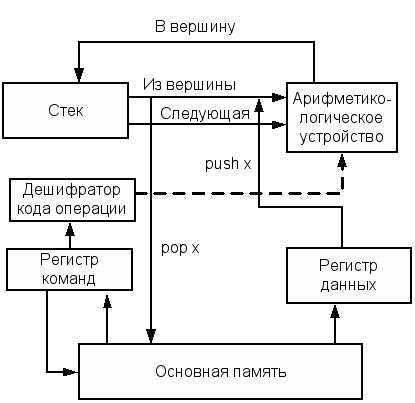 В вершину
Из вершины
Стек
Следующая
Арифметико-
логическое
устройство
push x
Дешифратор
кода операции
pop x
Регистр
команд
Регистр
данных
Основная память